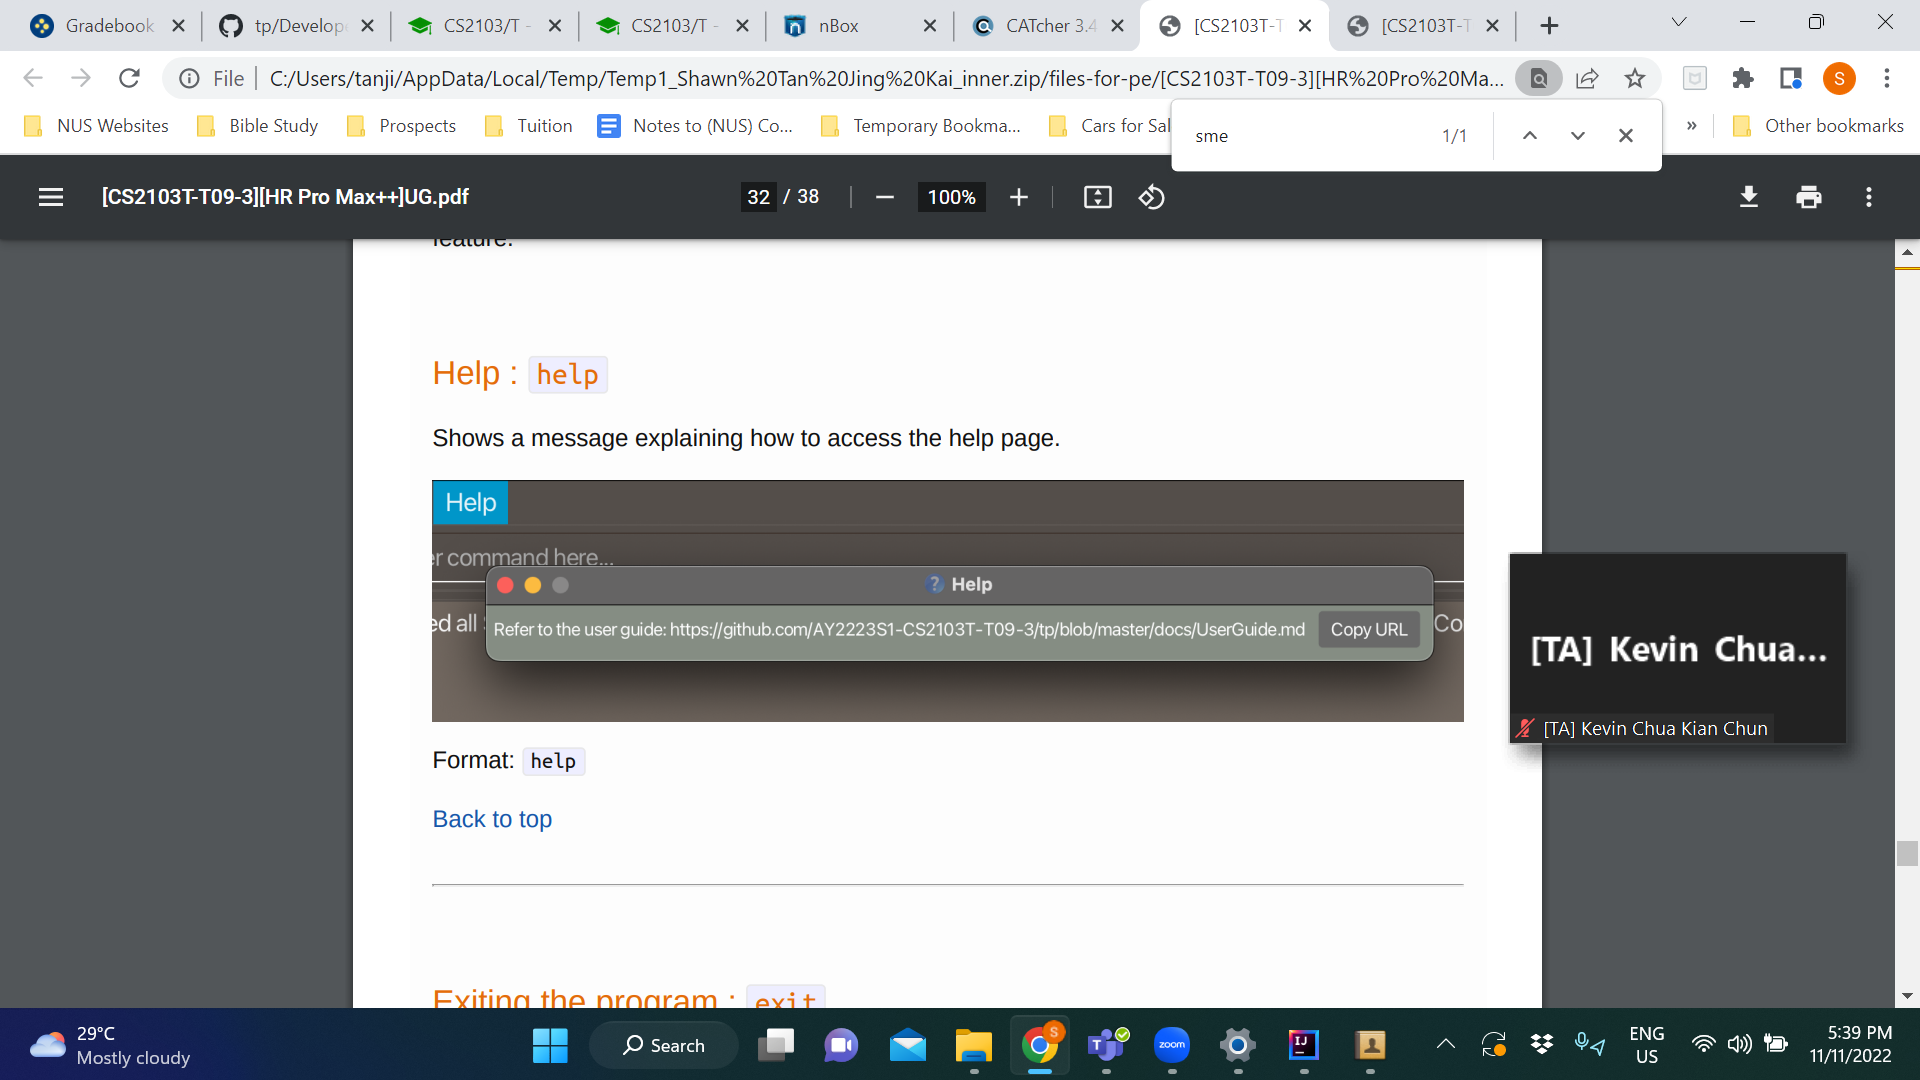 Gradebook
tp/Develop
CS2103/T -
CS2103/T -
nBox
CATcher 3.4
[CS2103T-T
[CS2103T-T
File
C:/Users/tanji/AppData/Local/Temp/Temp1_Shawn%20Tan%20Jing%20Kai_inner.zip/files-for-pe/[CS2103T-T09-3][HR%20Pro%20Ma...
S
NUS Websites
Bible Study
Prospects
Tuition
Notes to (NUS) Co...
Temporary Bookma...
Cars for Sal
»
Other bookmarks
sme
1/1
[CS2103T-T09-3][HR Pro Max++]UG.pdf
32 / 38
100%
feature.
Help : help
Shows a message explaining how to access the help page.
Help
er command here...
? Help
ed all
Refer to the user guide: https://github.com/AY2223S1-CS2103T-T09-3/tp/blob/master/docs/UserGuide.md
Copy URL
Co
[TA] Kevin Chua...
[TA] Kevin Chua Kian Chun
Format: help
Back to top
Exiting the program : exit
29°C
Mostly cloudy
Search
S
T
zoom
IJ
ENG
US
5:39 PM
11/11/2022